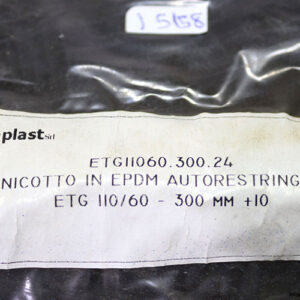 J 5158
plast Srl
ETG11060.300.24
NICOTTO IN EPDM AUTORESTRING
ETG 110/60 - 300 MM +10